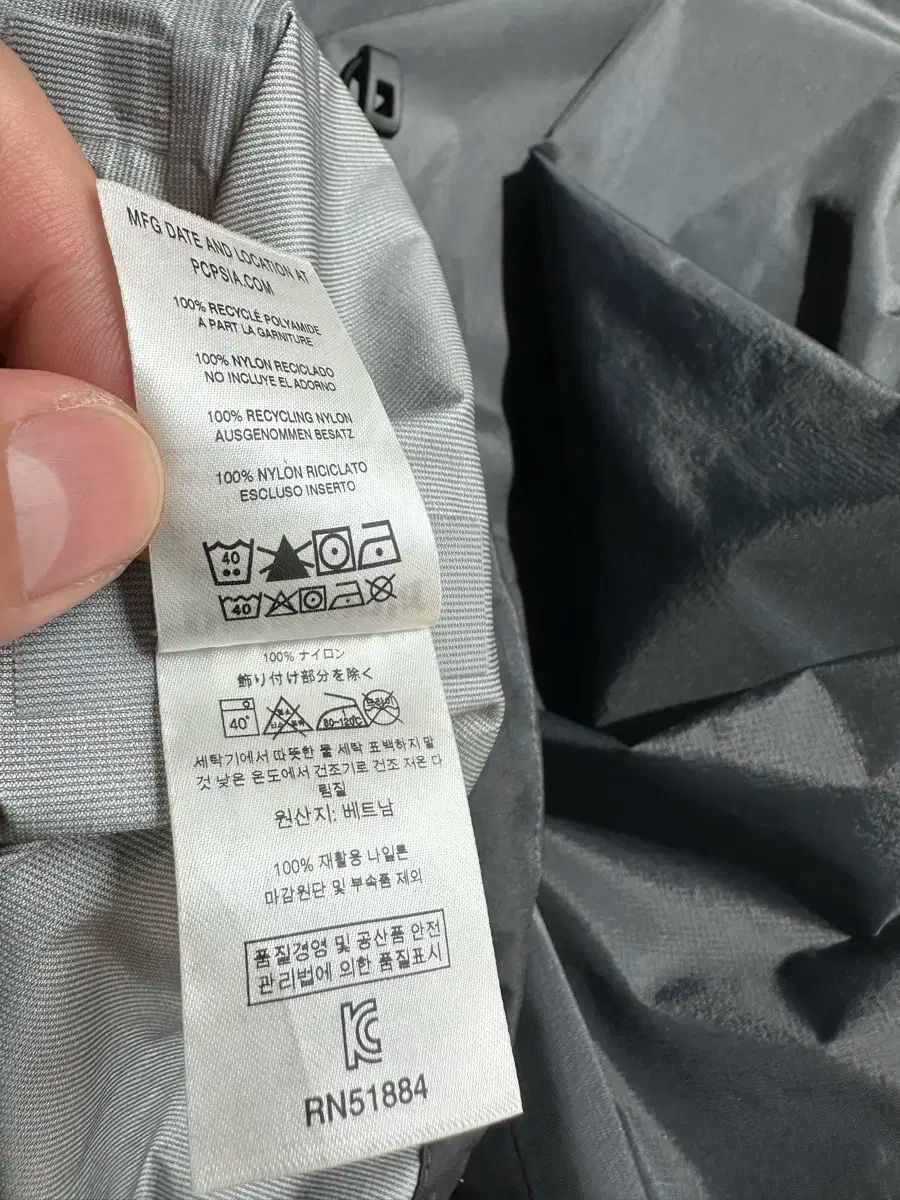 MFG DATE AND LOCATION AT
PCPSIA.COM
100% RECYCLÉ POLYAMIDE
A PART LA GARNITURE
100% NYLON RECICLADO
NO INCLUYE EL ADORNO
100% RECYCLING NYLON
AUSGENOMMEN BESATZ
100% NYLON RICICLATO
ESCLUSO INSERTO
40
40
100% ナイロン
飾り付け部分を除く
40° 80-120℃
세탁기에서 따뜻한 물 세탁 표백하지 말
것 낮은 온도에서 건조기로 건조 저온 다
림질
원산지: 베트남
100% 재활용 나일론
마감원단 및 부속품 제외
품질경영 및 공산품 안전
관리법에 의한 품질표시
KC
RN51884